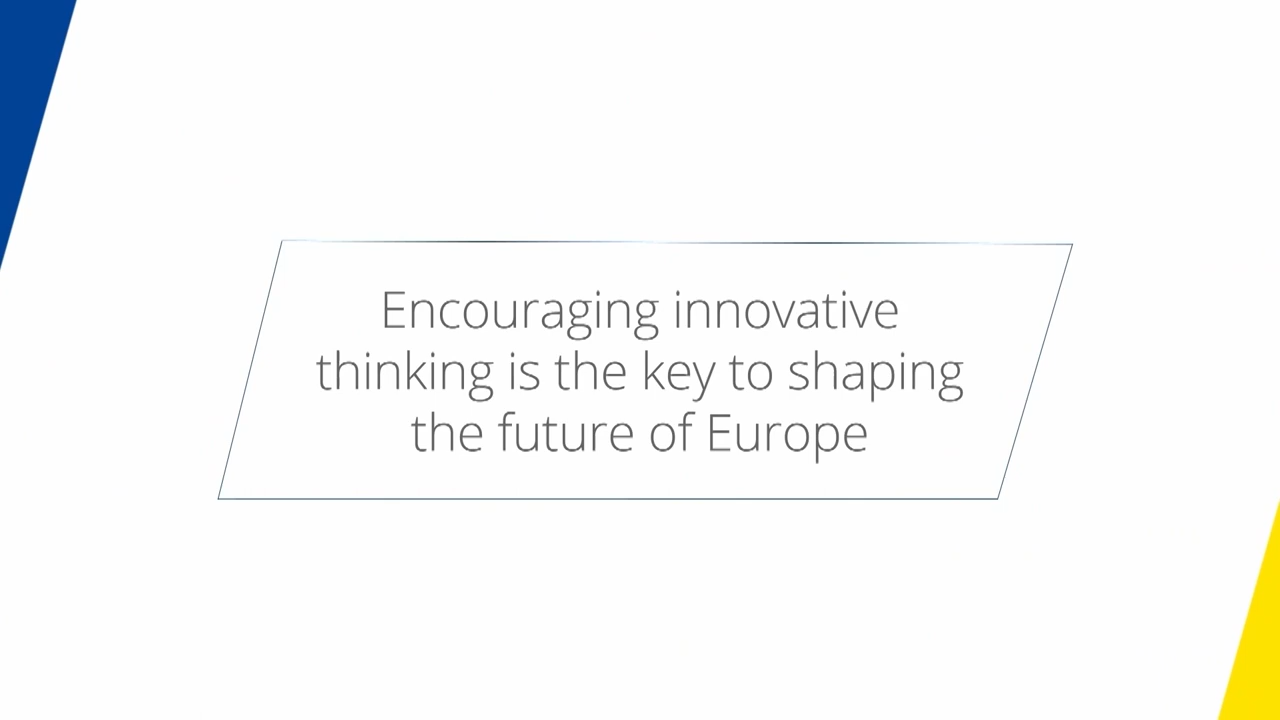 Encouraging innovative
thinking is the key to shaping
the future of Europe